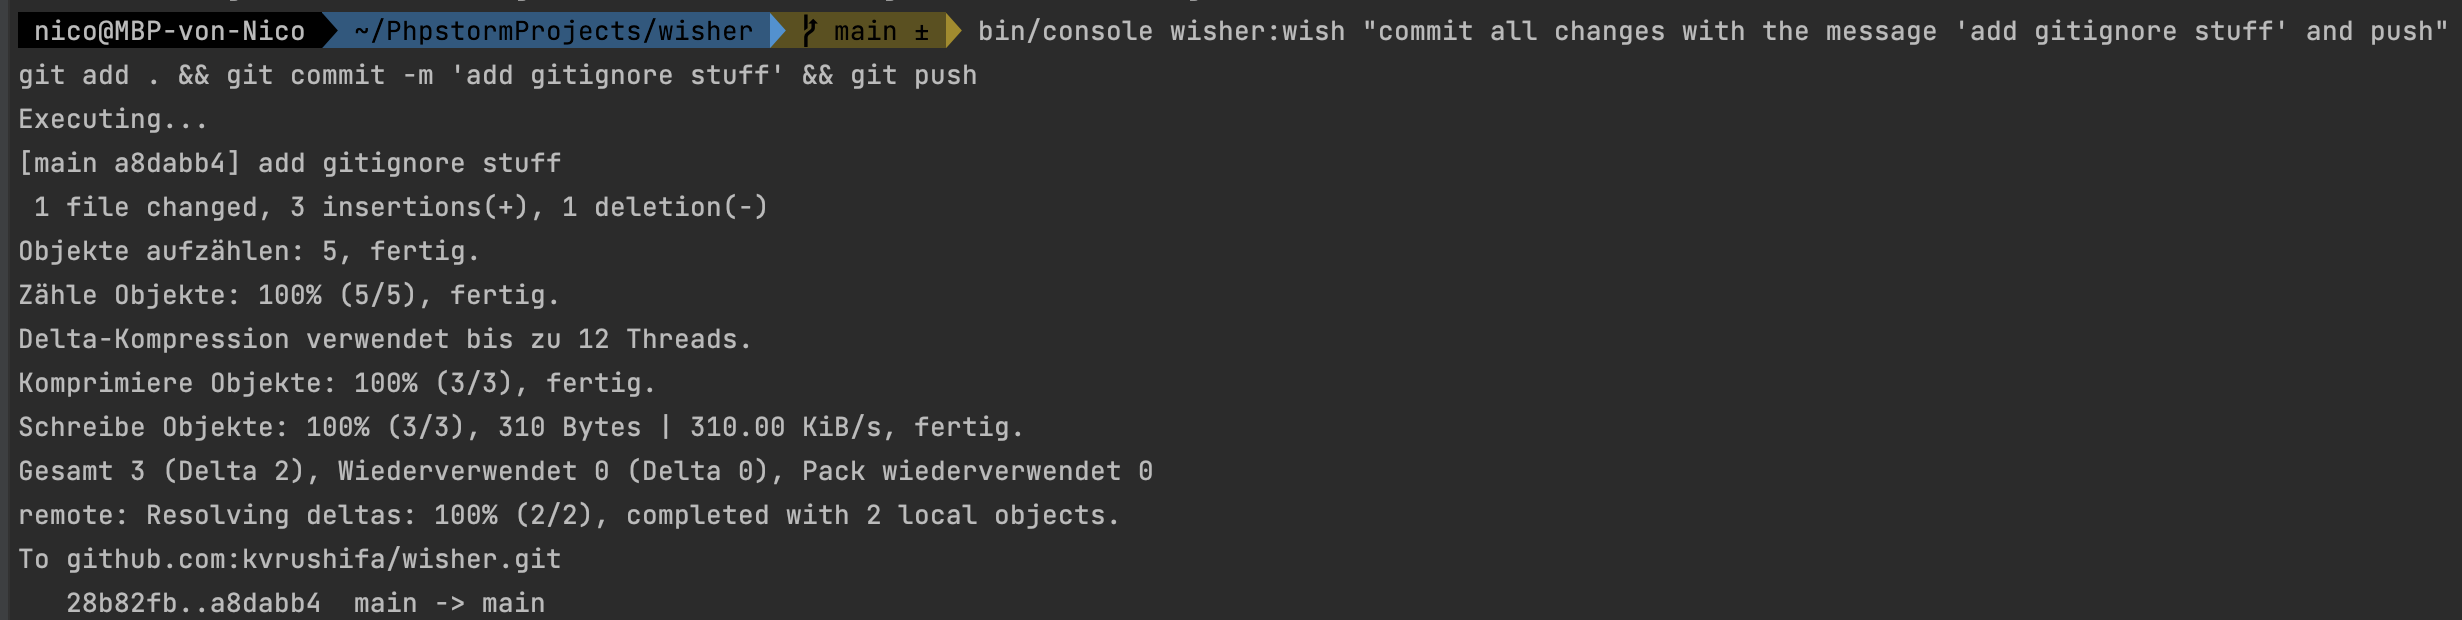 nico@MBP-von-Nico ~/PhpstormProjects/wisher main ± bin/console wisher:wish "commit all changes with the message 'add gitignore stuff' and push"
git add . && git commit -m 'add gitignore stuff' && git push
Executing...
[main a8dabb4] add gitignore stuff
 1 file changed, 3 insertions(+), 1 deletion(-)
Objekte aufzählen: 5, fertig.
Zähle Objekte: 100% (5/5), fertig.
Delta-Kompression verwendet bis zu 12 Threads.
Komprimiere Objekte: 100% (3/3), fertig.
Schreibe Objekte: 100% (3/3), 310 Bytes | 310.00 KiB/s, fertig.
Gesamt 3 (Delta 2), Wiederverwendet 0 (Delta 0), Pack wiederverwendet 0
remote: Resolving deltas: 100% (2/2), completed with 2 local objects.
To github.com:kvrushifa/wisher.git
   28b82fb..a8dabb4  main -> main